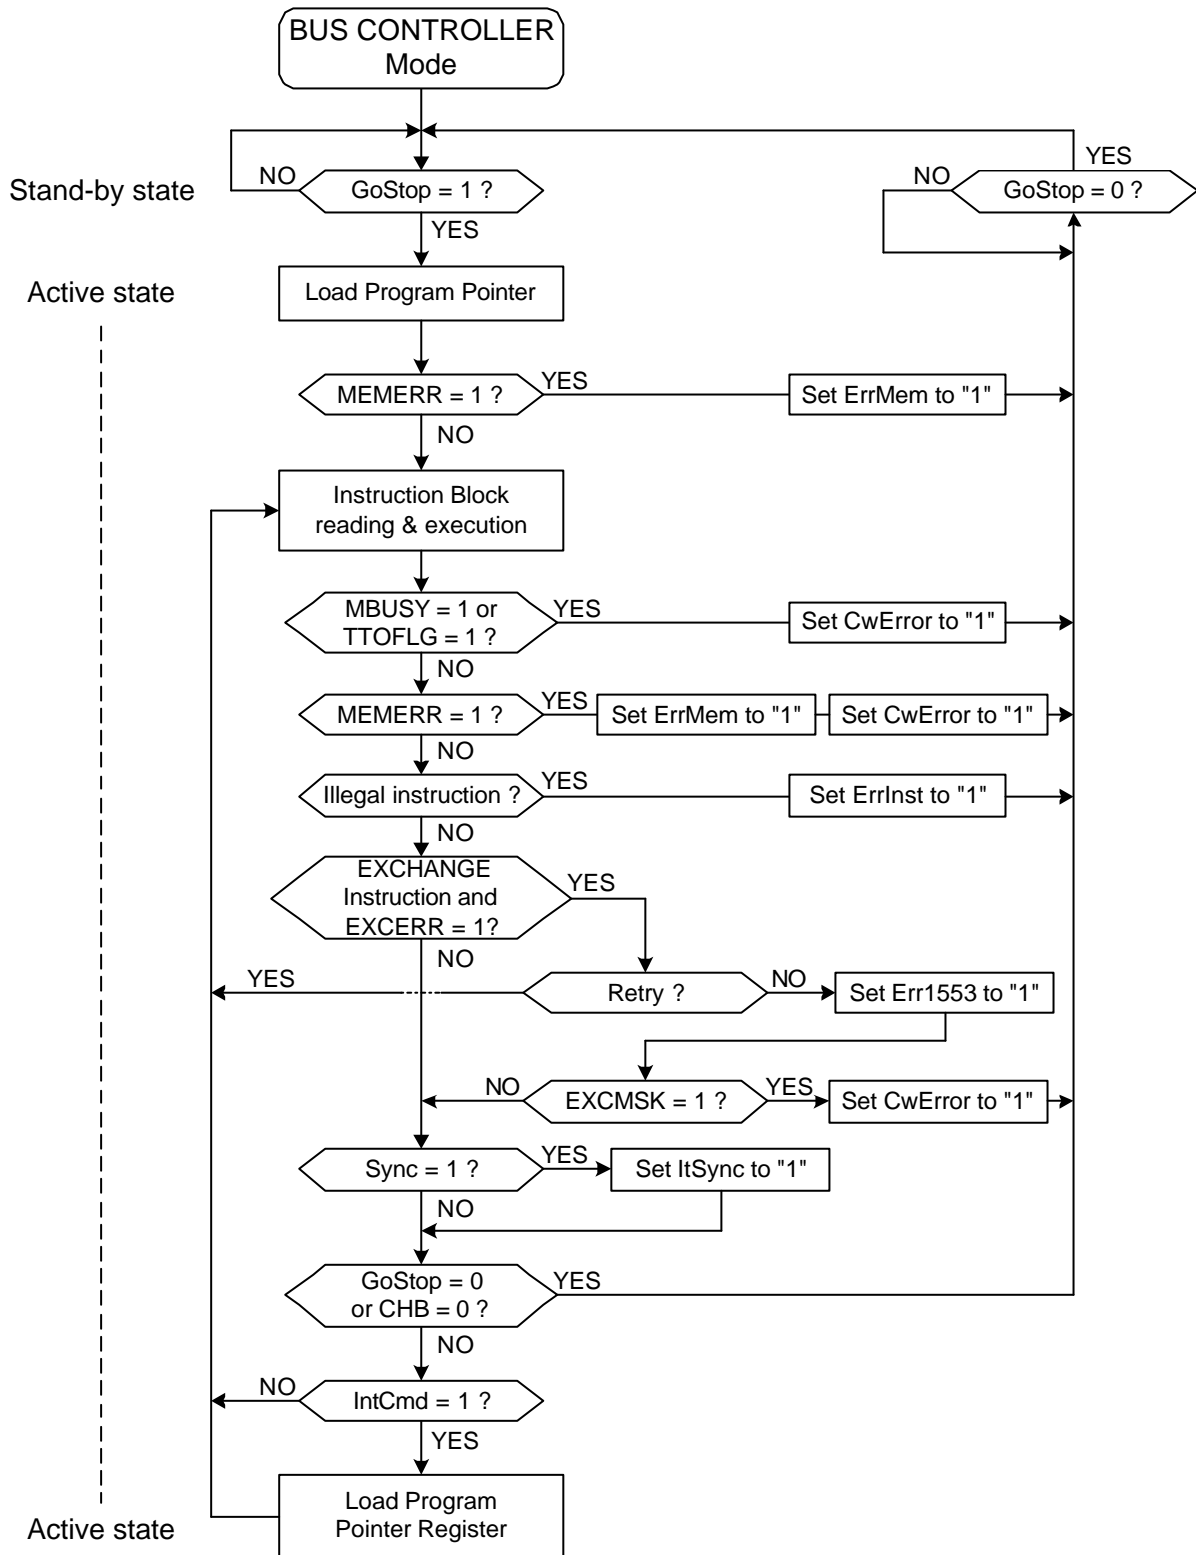 BUS CONTROLLER
Mode
YES
NO
GoStop = 0 ?
Stand-by state
NO
GoStop = 1 ?
YES
Active state
Load Program Pointer
MEMERR = 1 ?
YES
Set ErrMem to "1"
NO
Instruction Block
reading & execution
MBUSY = 1 or
TTOFLG = 1 ?
YES
Set CwError to "1"
NO
MEMERR = 1 ?
YES
Set ErrMem to "1"
Set CwError to "1"
NO
Illegal instruction ?
YES
Set ErrInst to "1"
NO
EXCHANGE
Instruction and
EXCERR = 1?
YES
NO
YES
Retry ?
NO
Set Err1553 to "1"
NO
EXCMSK = 1 ?
YES
Set CwError to "1"
Sync = 1 ?
YES
Set ItSync to "1"
NO
GoStop = 0
or CHB = 0 ?
YES
NO
NO
IntCmd = 1 ?
YES
Load Program
Pointer Register
Active state